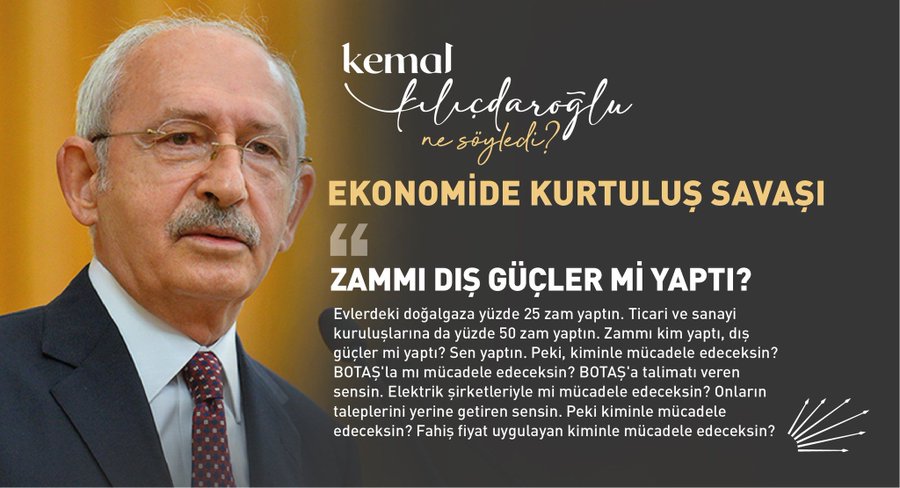 kemal
kılıçdaroğlu
ne söyledi?
EKONOMİDE KURTULUŞ SAVAŞI
“
ZAMMI DIŞ GÜÇLER Mİ YAPTI?
Evlerdeki doğalgaza yüzde 25 zam yaptın. Ticari ve sanayi
kuruluşlarına da yüzde 50 zam yaptın. Zammı kim yaptı, dış
güçler mi yaptı? Sen yaptın. Peki, kiminle mücadele edeceksin?
BOTAŞ'la mı mücadele edeceksin? BOTAŞ'a talimatı veren
sensin. Elektrik şirketleriyle mi mücadele edeceksin? Onların
taleplerini yerine getiren sensin. Peki kiminle mücadele
edeceksin? Fahiş fiyat uygulayan kiminle mücadele edeceksin?